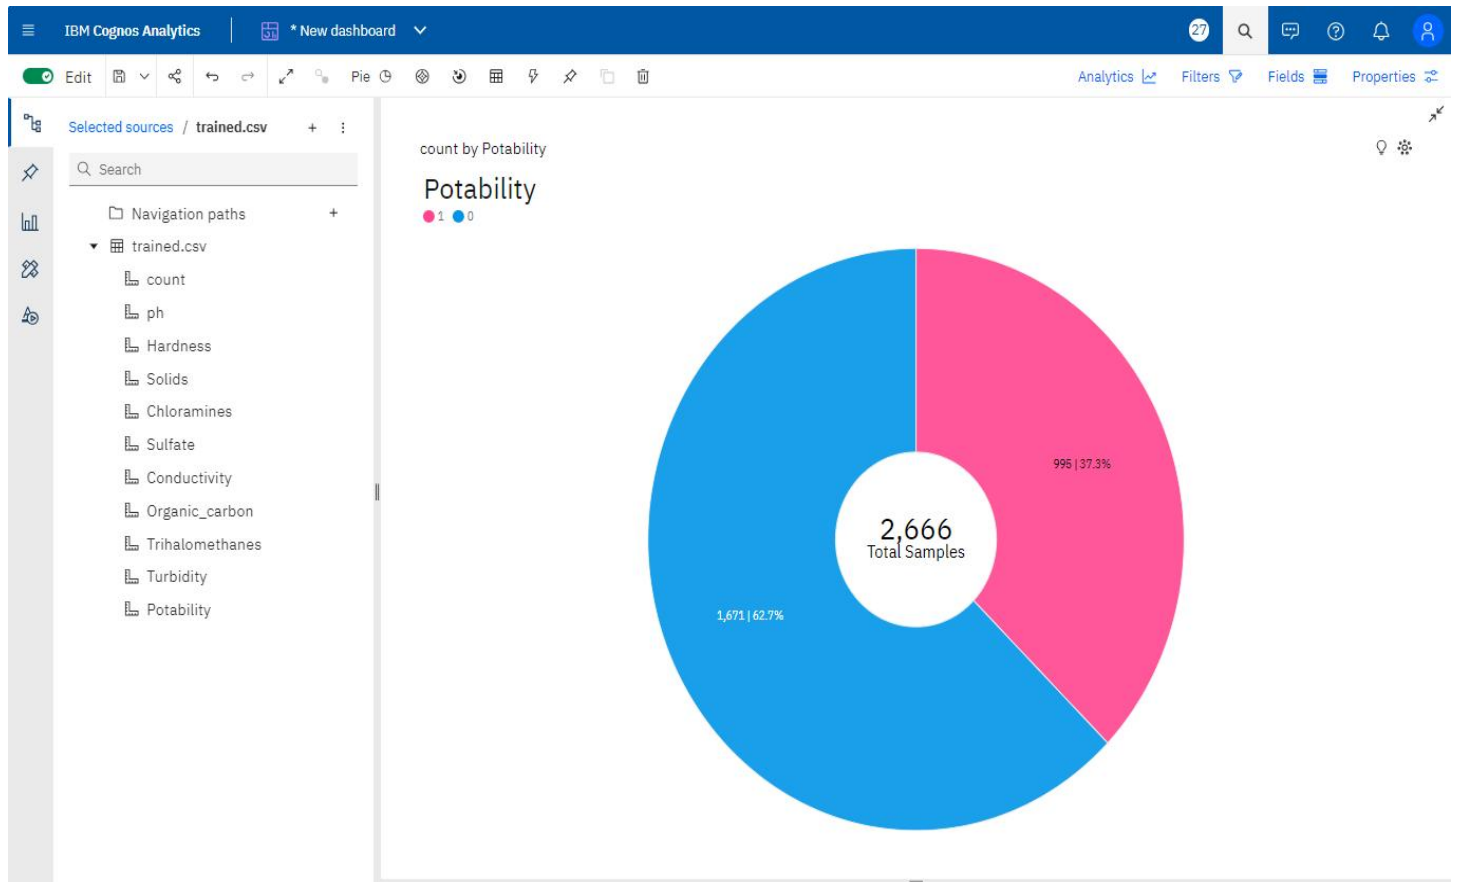 IBM Cognos Analytics
* New dashboard
27
Edit
Pie
Analytics
Filters
Fields
Properties
Selected sources / trained.csv
Search
Navigation paths
trained.csv
count
ph
Hardness
Solids
Chloramines
Sulfate
Conductivity
Organic_carbon
Trihalomethanes
Turbidity
Potability
count by Potability
Potability
1 0
995 | 37.3%
2,666
Total Samples
1,671 | 62.7%